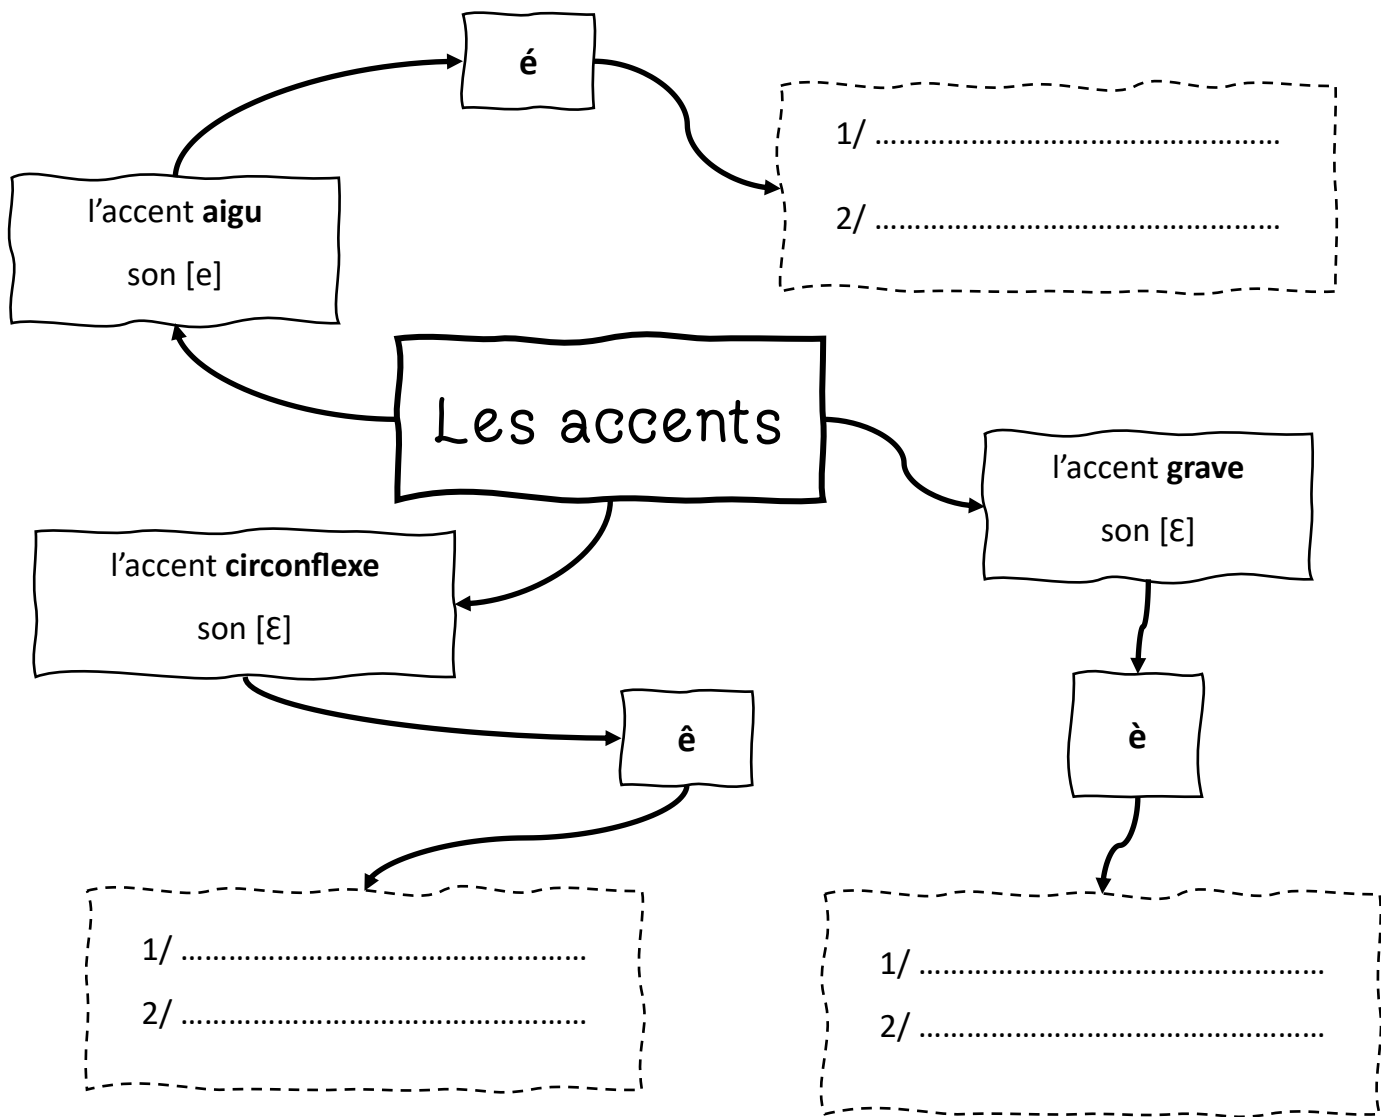 é
1/ ................................................
2/ ................................................
l'accent aigu
son [e]
Les accents
l'accent grave
son [Ɛ]
l'accent circonflexe
son [Ɛ]
ê
è
1/ ................................................
2/ ................................................
1/ ................................................
2/ ................................................